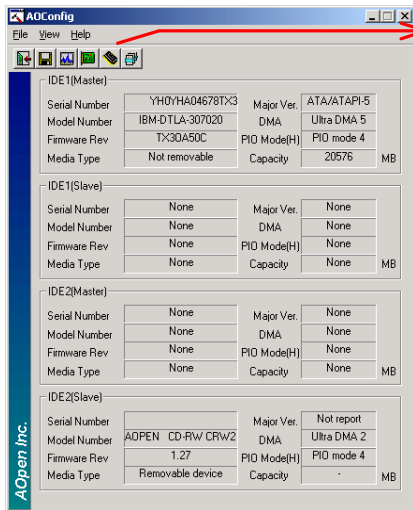 AOConfig
File View Help
IDE1(Master)
Serial Number YH0YHA04678TX3 Major Ver. ATA/ATAPI-5
Model Number IBM-DTLA-307020 DMA Ultra DMA 5
Firmware Rev TX3OA50C PIO Mode(H) PIO mode 4
Media Type Not removable Capacity 20576 MB
IDE1(Slave)
Serial Number None Major Ver. None
Model Number None DMA None
Firmware Rev None PIO Mode(H) None
Media Type None Capacity None MB
IDE2(Master)
Serial Number None Major Ver. None
Model Number None DMA None
Firmware Rev None PIO Mode(H) None
Media Type None Capacity None MB
IDE2(Slave)
Serial Number Major Ver. Not report
Model Number AOPEN CD-RW CRW2 DMA Ultra DMA 2
Firmware Rev 1.27 PIO Mode(H) PIO mode 4
Media Type Removable device Capacity - MB
AOpen Inc.